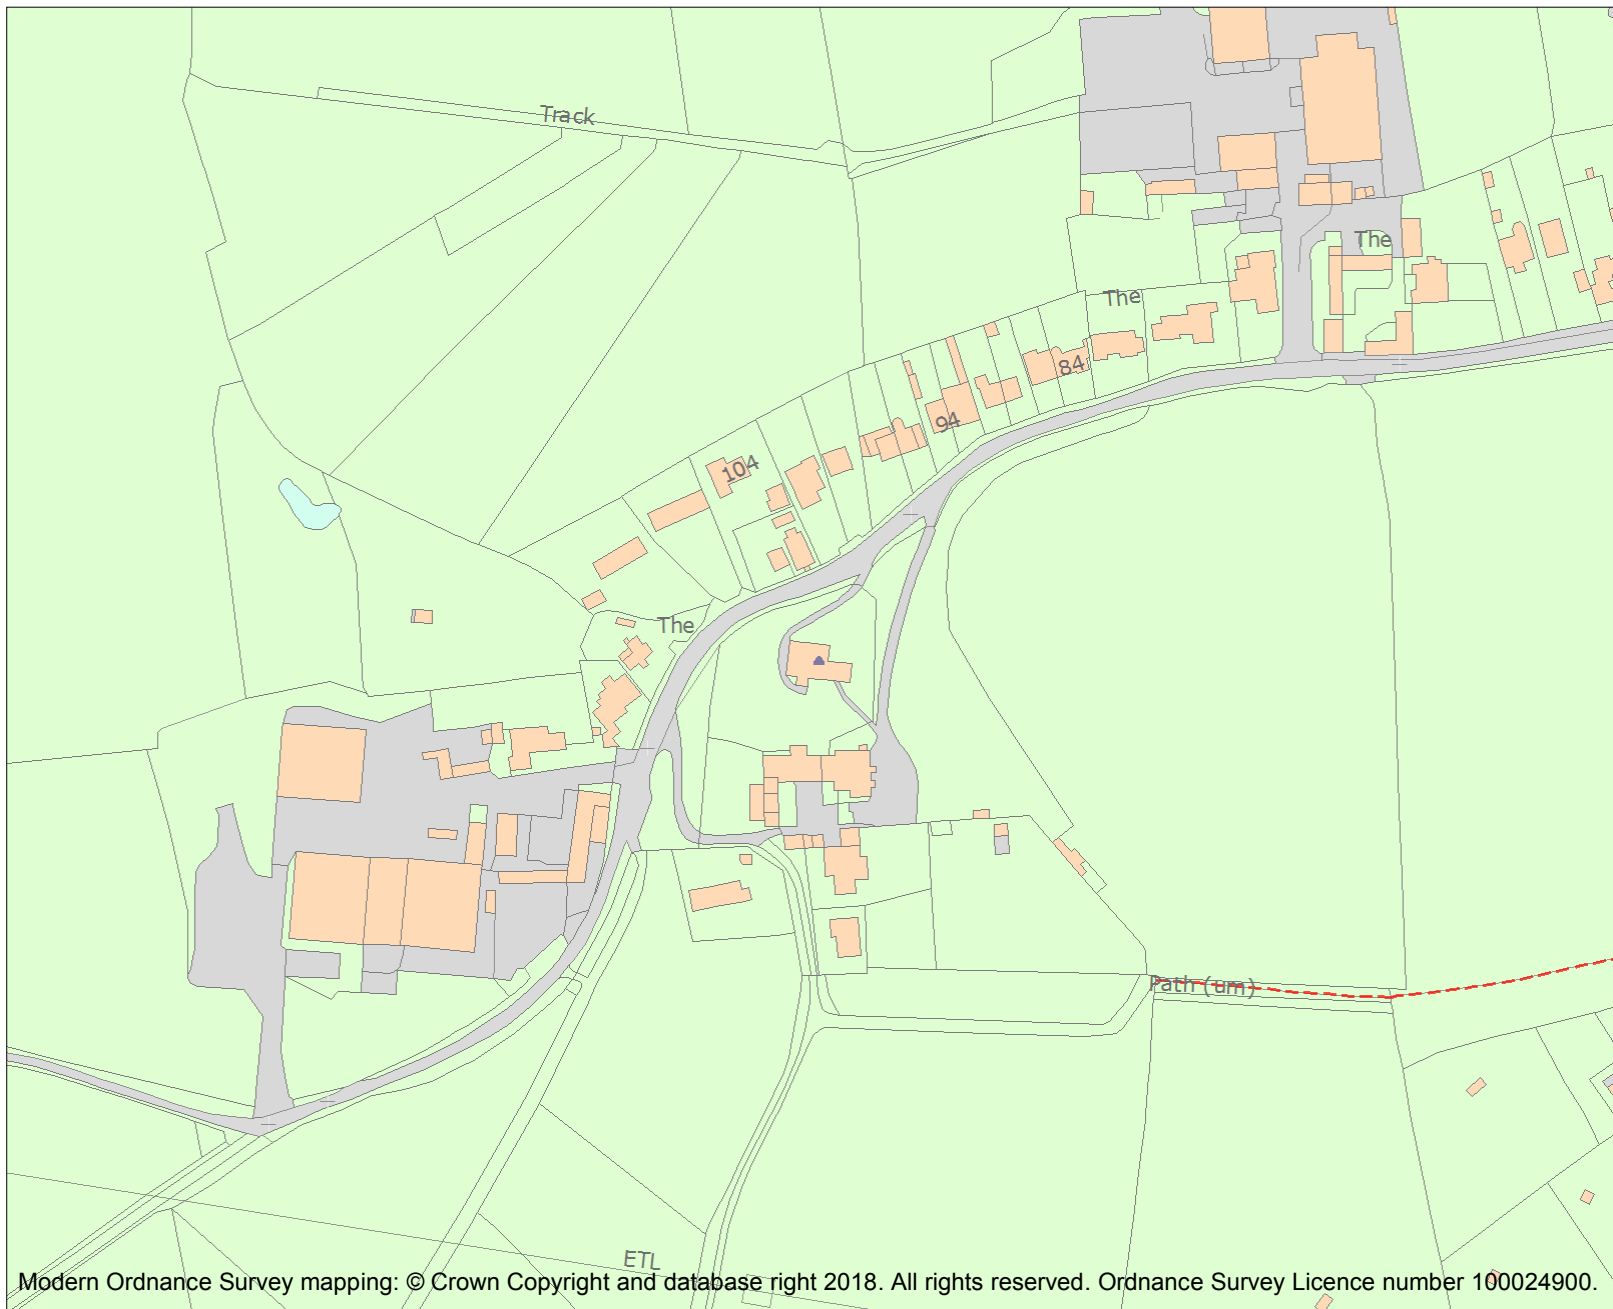 Track
The
The
84
94
104
The
Path (um)
ETL
Modern Ordnance Survey mapping: © Crown Copyright and database right 2018. All rights reserved. Ordnance Survey Licence number 100024900.